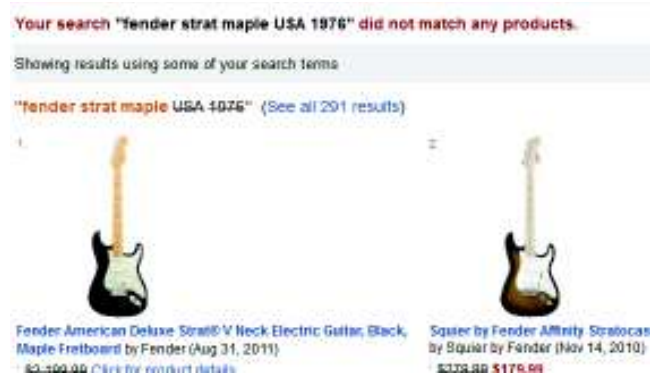 Your search "fender strat maple USA 1976" did not match any products.
Showing results using some of your search terms
"fender strat maple USA 1976" (See all 291 results)
1.
2.
Fender American Deluxe Strat® V Neck Electric Guitar, Black,
Maple Fretboard by Fender (Aug 31, 2011)
$2,199.99 Click for product details
Squier by Fender Affinity Stratocas
by Squier by Fender (Nov 14, 2010)
$179.99